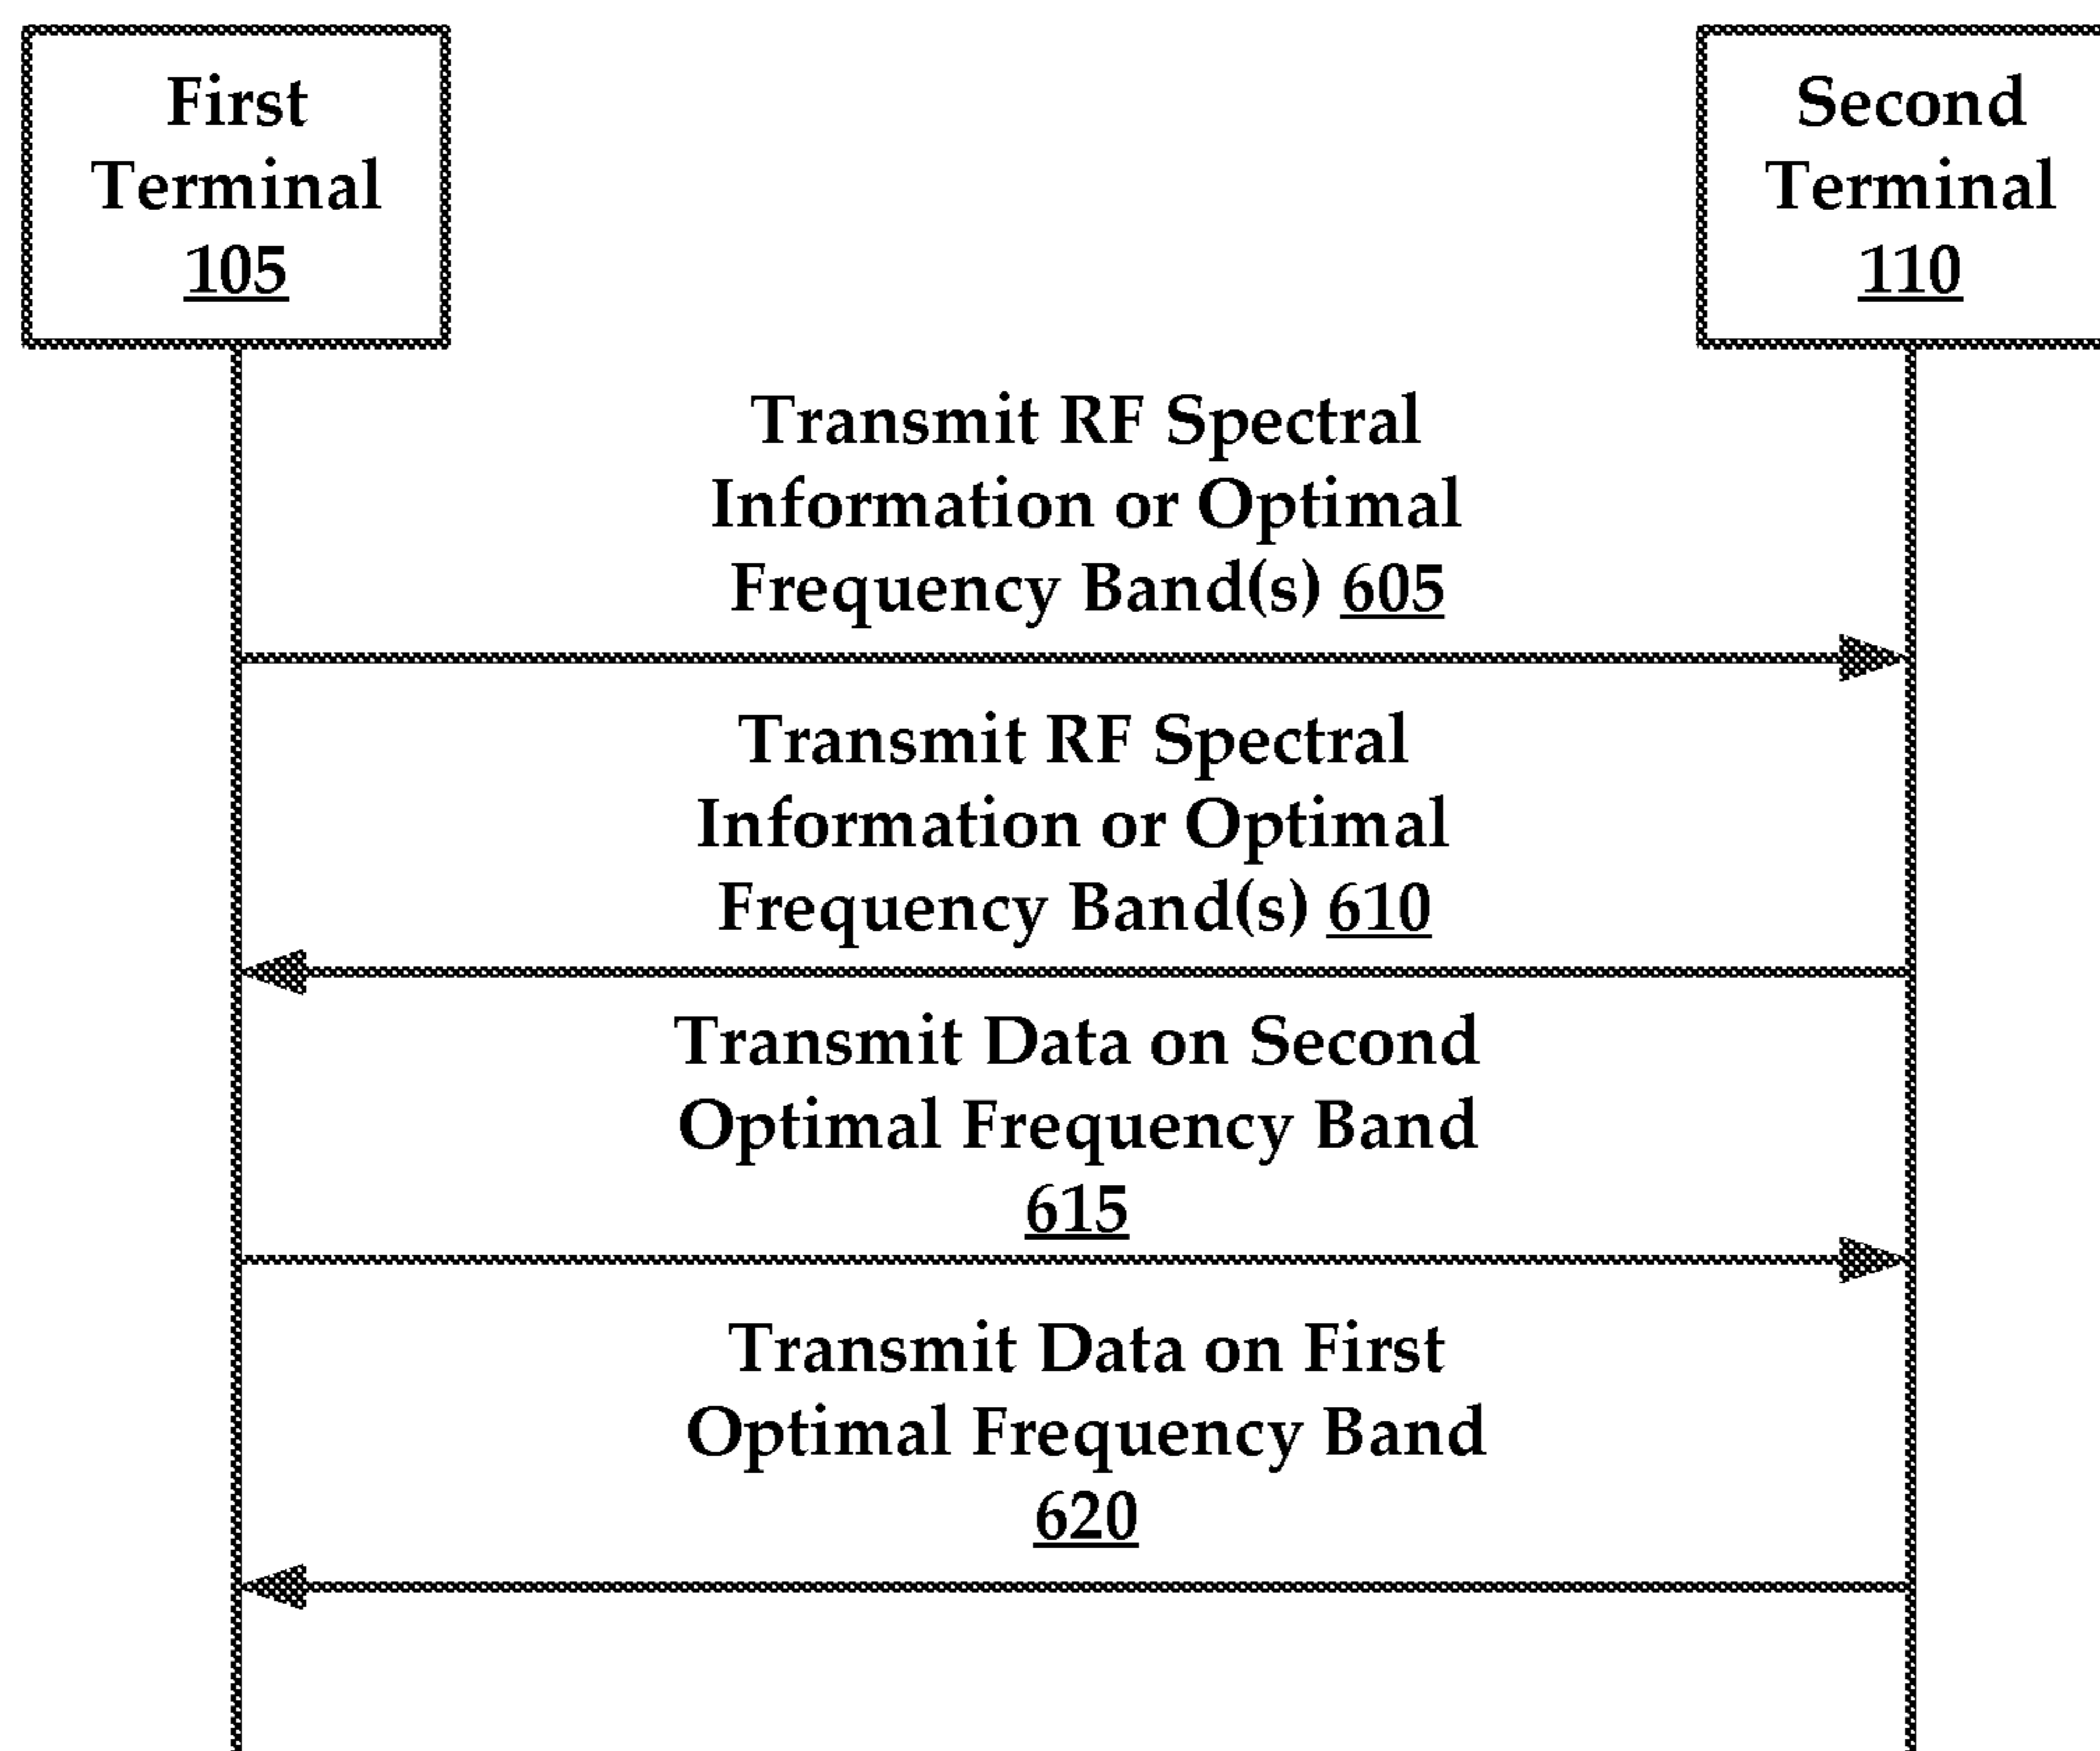 First
Terminal
105
Second
Terminal
110
Transmit RF Spectral
Information or Optimal
Frequency Band(s) 605
Transmit RF Spectral
Information or Optimal
Frequency Band(s) 610
Transmit Data on Second
Optimal Frequency Band
615
Transmit Data on First
Optimal Frequency Band
620